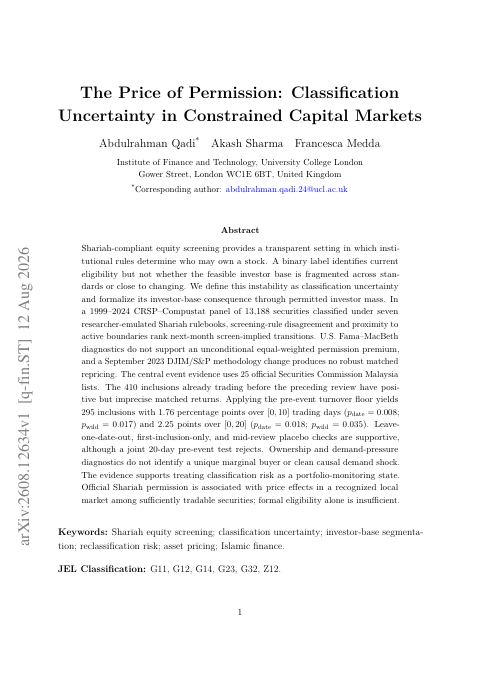 The Price of Permission: Classification
Uncertainty in Constrained Capital Markets
Abdulrahman Qadi* Akash Sharma Francesca Medda
Institute of Finance and Technology, University College London
Gower Street, London WC1E 6BT, United Kingdom
*Corresponding author: abdulrahman.qadi.24@ucl.ac.uk
Abstract
Shariah-compliant equity screening provides a transparent setting in which insti-
tutional rules determine who may own a stock. A binary label identifies current
eligibility but not whether the feasible investor base is fragmented across stan-
dards or close to changing. We define this instability as classification uncertainty
and formalize its investor-base consequence through permitted investor mass. In
a 1999–2024 CRSP–Compustat panel of 13,188 securities classified under seven
researcher-emulated Shariah rulebooks, screening-rule disagreement and proximity to
active boundaries rank next-month screen-implied transitions. U.S. Fama–MacBeth
diagnostics do not support an unconditional equal-weighted permission premium,
and a September 2023 DJIM/S&P methodology change produces no robust matched
repricing. The central event evidence uses 25 official Securities Commission Malaysia
lists. The 410 inclusions already trading before the preceding review have posi-
tive but imprecise matched returns. Applying the pre-event turnover floor yields
295 inclusions with 1.76 percentage points over [0, 10] trading days (p_date = 0.008;
p_wild = 0.017) and 2.25 points over [0, 20] (p_date = 0.018; p_wild = 0.035). Leave-
one-date-out, first-inclusion-only, and mid-review placebo checks are supportive,
although a joint 20-day pre-event test rejects. Ownership and demand-pressure
diagnostics do not identify a unique marginal buyer or clean causal demand shock.
The evidence supports treating classification risk as a portfolio-monitoring state.
Official Shariah permission is associated with price effects in a recognized local
market among sufficiently tradable securities; formal eligibility alone is insufficient.
Keywords: Shariah equity screening; classification uncertainty; investor-base segmenta-
tion; reclassification risk; asset pricing; Islamic finance.
JEL Classification: G11, G12, G14, G23, G32, Z12.
1
arXiv:2608.12634v1 [q-fin.ST] 12 Aug 2026